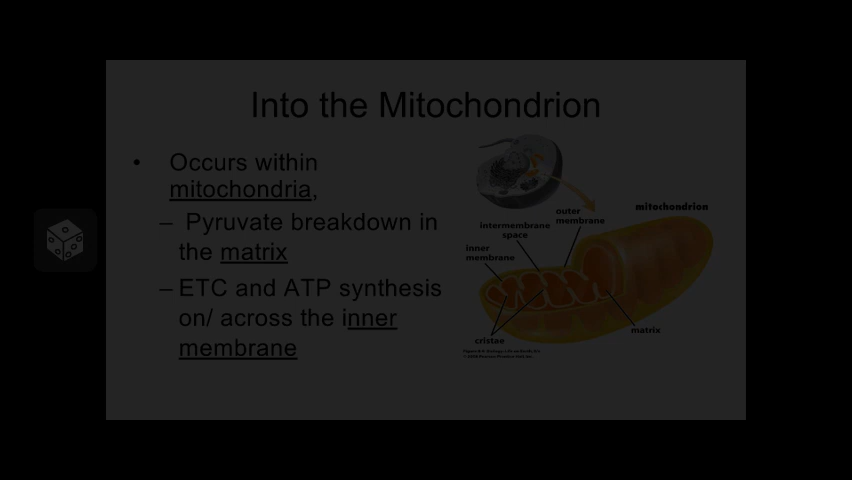 Into the Mitochondrion
• Occurs within
mitochondria,
– Pyruvate breakdown in
the matrix
– ETC and ATP synthesis
on/ across the inner
membrane
mitochondrion
outer
membrane
intermembrane
space
inner
membrane
cristae
matrix